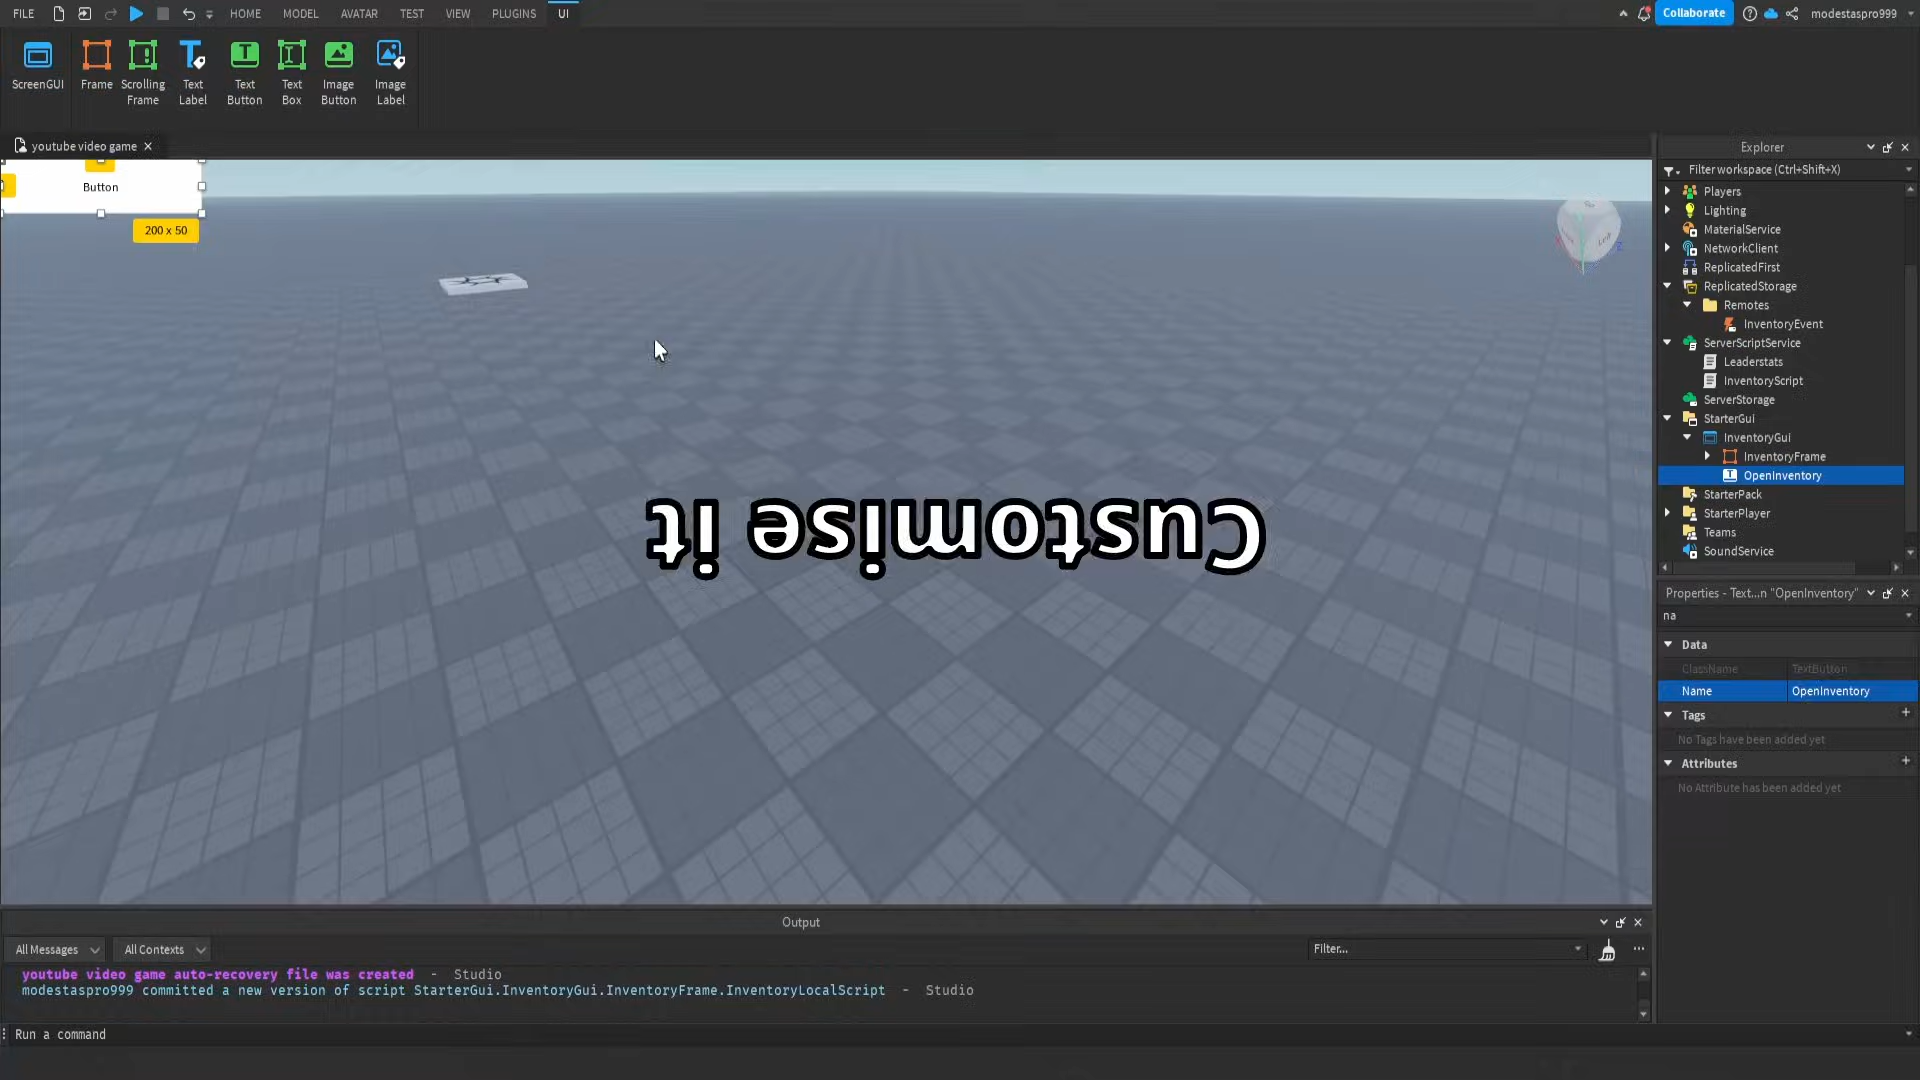 FILE HOME MODEL AVATAR TEST VIEW PLUGINS UI Collaborate modestaspro999
ScreenGUI Frame Scrolling Frame Text Label Text Button Text Box Image Button Image Label
youtube video game
Button
200 x 50
Customise it
Explorer
Filter workspace (Ctrl+Shift+X)
Players
Lighting
MaterialService
NetworkClient
ReplicatedFirst
ReplicatedStorage
Remotes
InventoryEvent
ServerScriptService
Leaderstats
InventoryScript
ServerStorage
StarterGui
InventoryGui
InventoryFrame
OpenInventory
StarterPack
StarterPlayer
Teams
SoundService
Properties - Text...n "OpenInventory"
na
Data
ClassName TextButton
Name OpenInventory
Tags
No Tags have been added yet
Attributes
No Attribute has been added yet
Output
All Messages All Contexts Filter...
youtube video game auto-recovery file was created - Studio
modestaspro999 committed a new version of script StarterGui.InventoryGui.InventoryFrame.InventoryLocalScript - Studio
Run a command